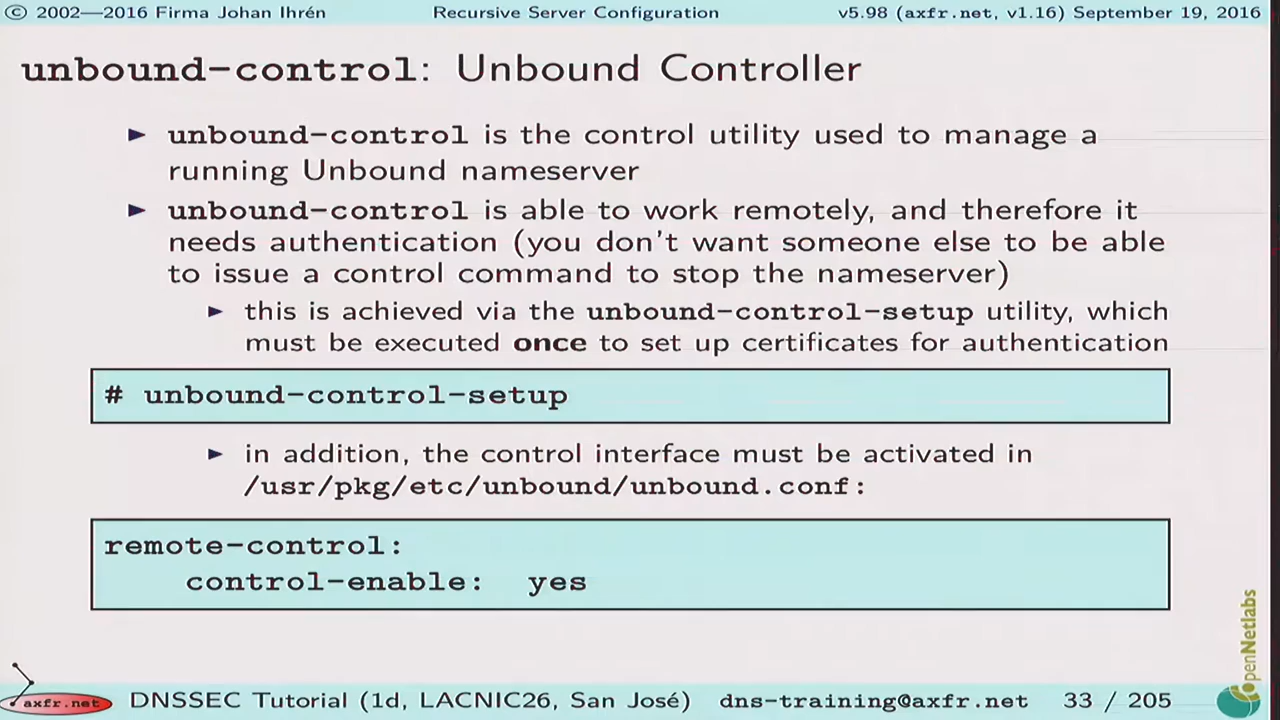 © 2002—2016 Firma Johan Ihrén Recursive Server Configuration v5.98 (axfr.net, v1.16) September 19, 2016
unbound-control: Unbound Controller
► unbound-control is the control utility used to manage a
running Unbound nameserver
► unbound-control is able to work remotely, and therefore it
needs authentication (you don't want someone else to be able
to issue a control command to stop the nameserver)
► this is achieved via the unbound-control-setup utility, which
must be executed once to set up certificates for authentication
# unbound-control-setup
► in addition, the control interface must be activated in
/usr/pkg/etc/unbound/unbound.conf:
remote-control:
control-enable: yes
openNetlabs
axfr.net DNSSEC Tutorial (1d, LACNIC26, San José) dns-training@axfr.net 33 / 205